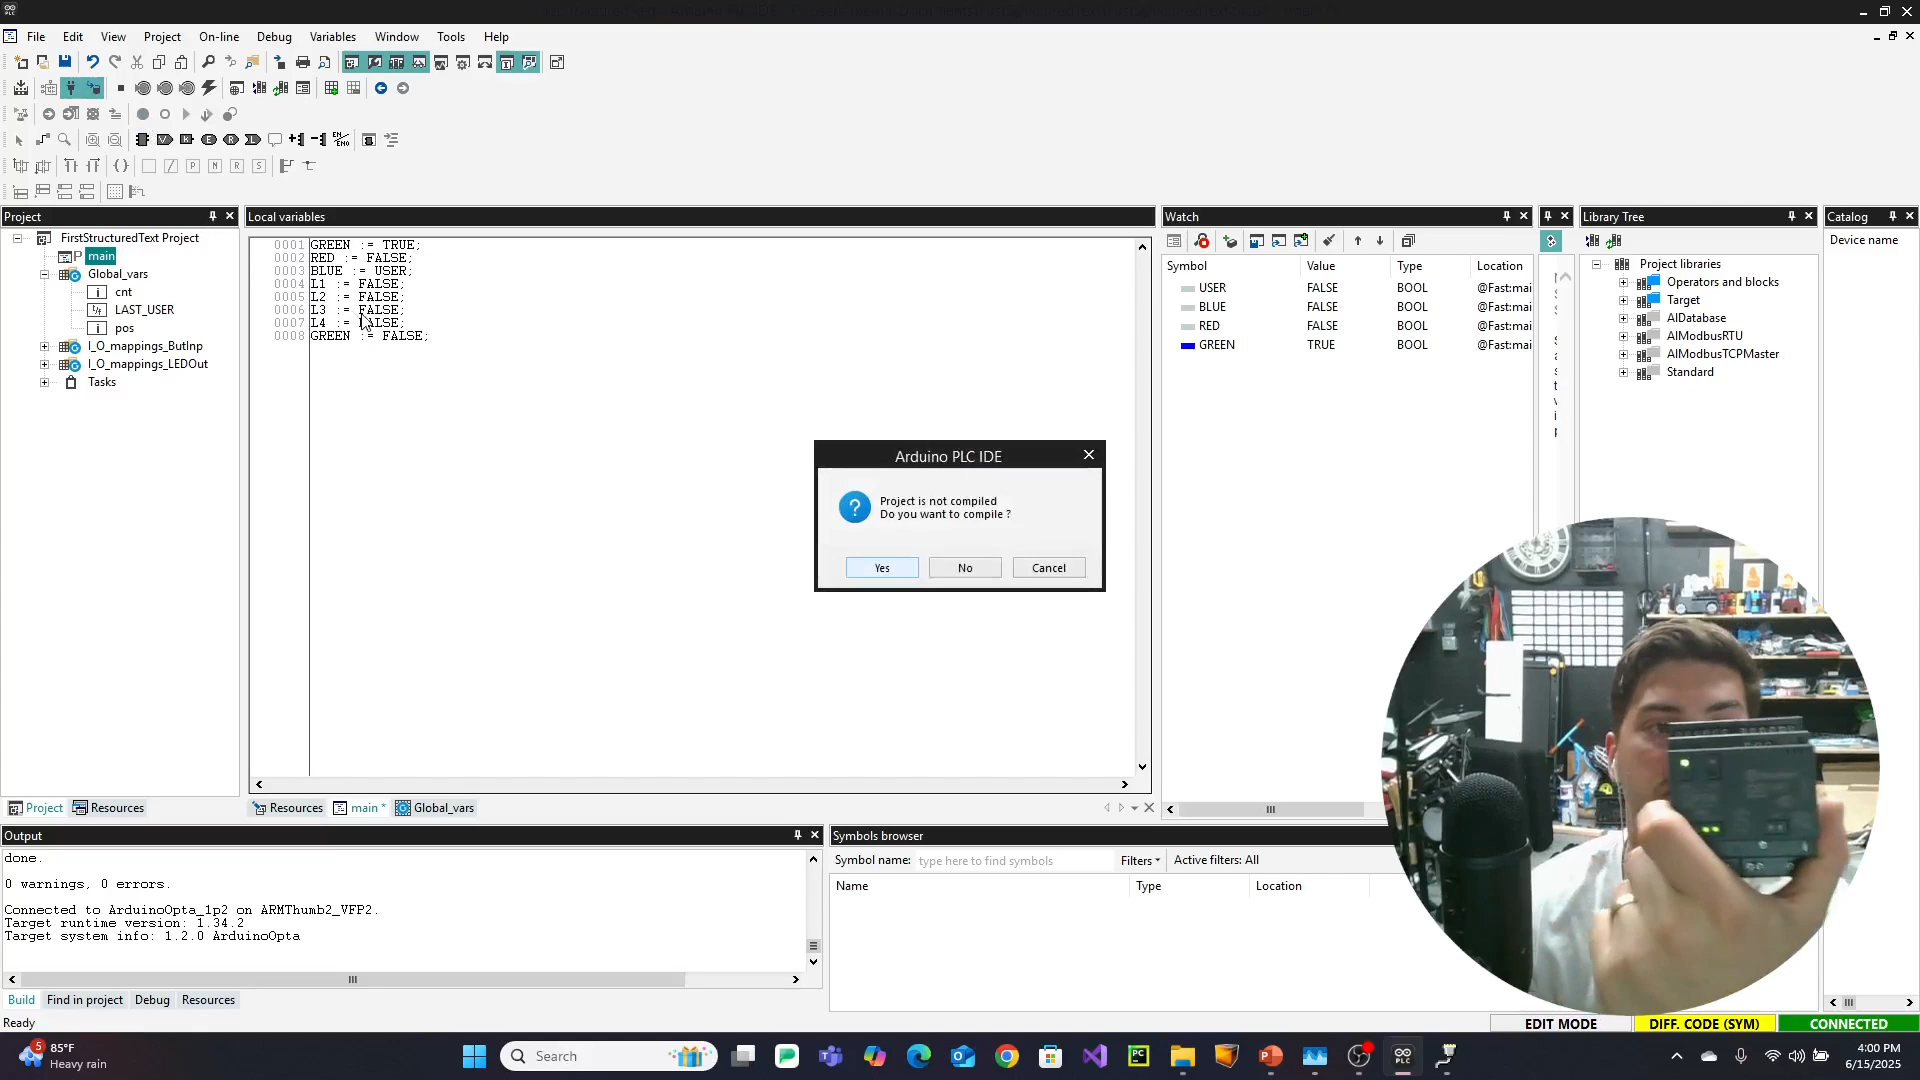 File Edit View Project On-line Debug Variables Window Tools Help
Project
FirstStructuredText Project
main
Global_vars
cnt
LAST_USER
pos
I_O_mappings_ButInp
I_O_mappings_LEDOut
Tasks
Project Resources
Local variables
0001 GREEN := TRUE;
0002 RED := FALSE;
0003 BLUE := USER;
0004 L1 := FALSE;
0005 L2 := FALSE;
0006 L3 := FALSE;
0007 L4 := FALSE;
0008 GREEN := FALSE;
Resources main * Global_vars
Arduino PLC IDE
Project is not compiled
Do you want to compile ?
Yes No Cancel
Watch
Symbol Value Type Location
USER FALSE BOOL @Fast:mai
BLUE FALSE BOOL @Fast:mai
RED FALSE BOOL @Fast:mai
GREEN TRUE BOOL @Fast:mai
Library Tree
Project libraries
Operators and blocks
Target
AIDatabase
AIModbusRTU
AIModbusTCPMaster
Standard
Catalog
Device name
Output
done.
0 warnings, 0 errors.
Connected to ArduinoOpta_1p2 on ARMThumb2_VFP2.
Target runtime version: 1.34.2
Target system info: 1.2.0 ArduinoOpta
Build Find in project Debug Resources
Symbols browser
Symbol name: type here to find symbols Filters Active filters: All
Name Type Location
Ready
EDIT MODE DIFF. CODE (SYM) CONNECTED
5 85°F
Heavy rain
Search
4:00 PM
6/15/2025